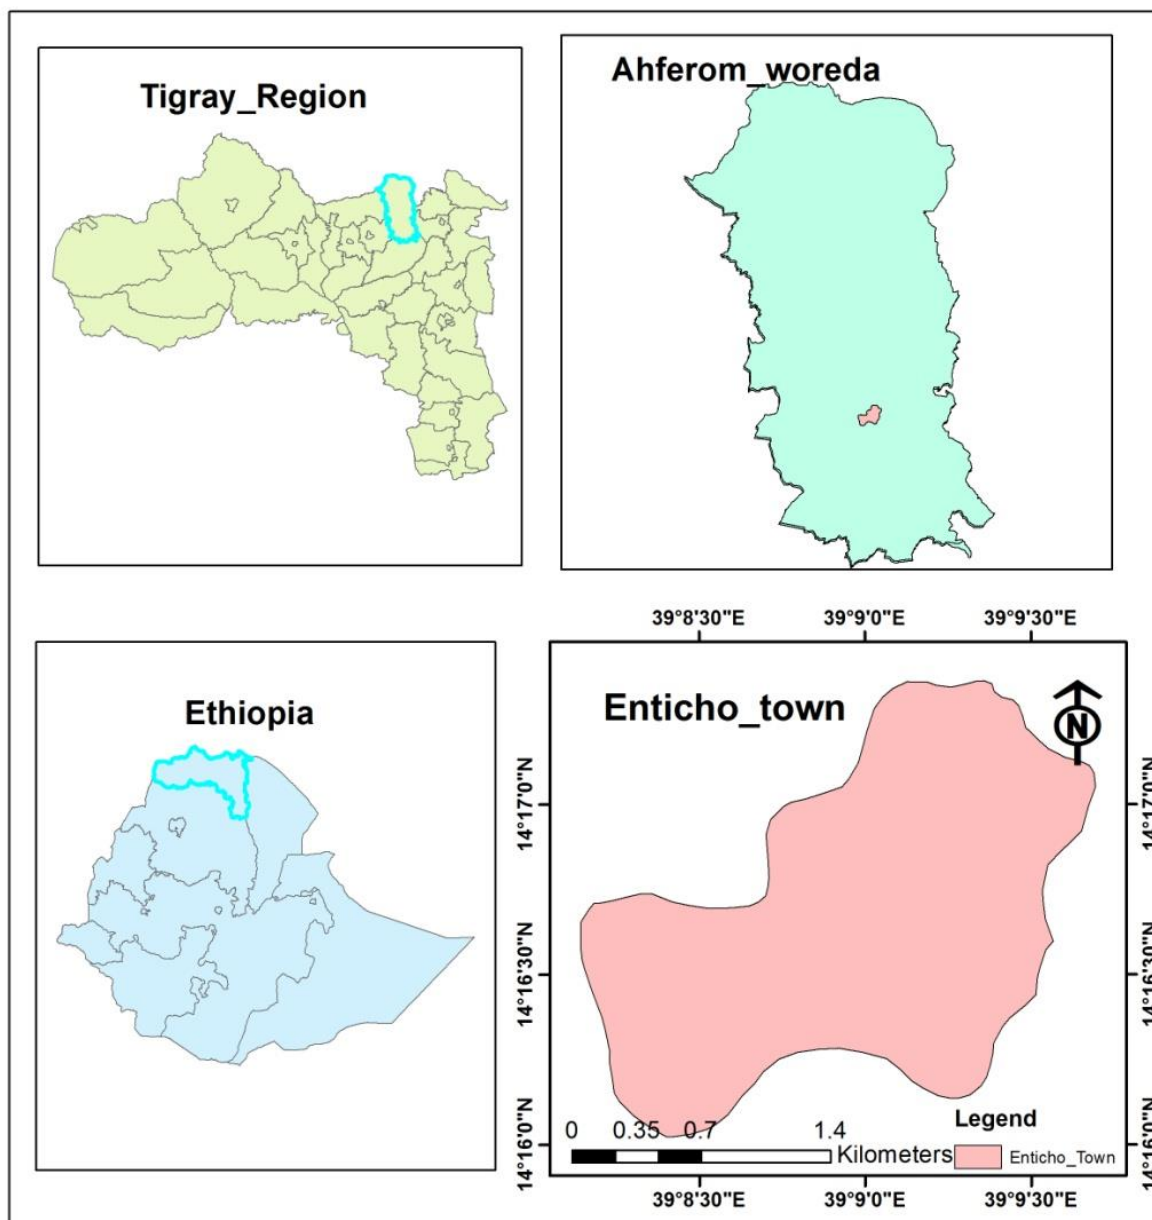 Tigray_Region
Ahferom_woreda
Ethiopia
39°8'30"E 39°9'0"E 39°9'30"E
Enticho_town
N
14°17'0"N
14°17'0"N
14°16'30"N
14°16'30"N
14°16'0"N
14°16'0"N
0 0.35 0.7 1.4
Kilometers
Legend
Enticho_Town
39°8'30"E 39°9'0"E 39°9'30"E